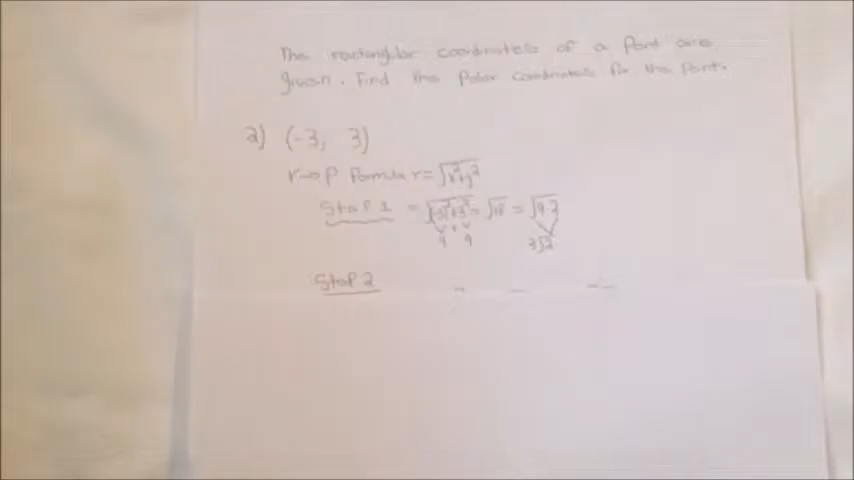 The rectangular coordinates of a Point are
given. Find the Polar coordinates for the Point.
2) (-3, 3)
r→P Formula r=√x²+y²
Step 1 = √-3²+3² = √18 = √9·2
9 + 9 3√2
Step 2